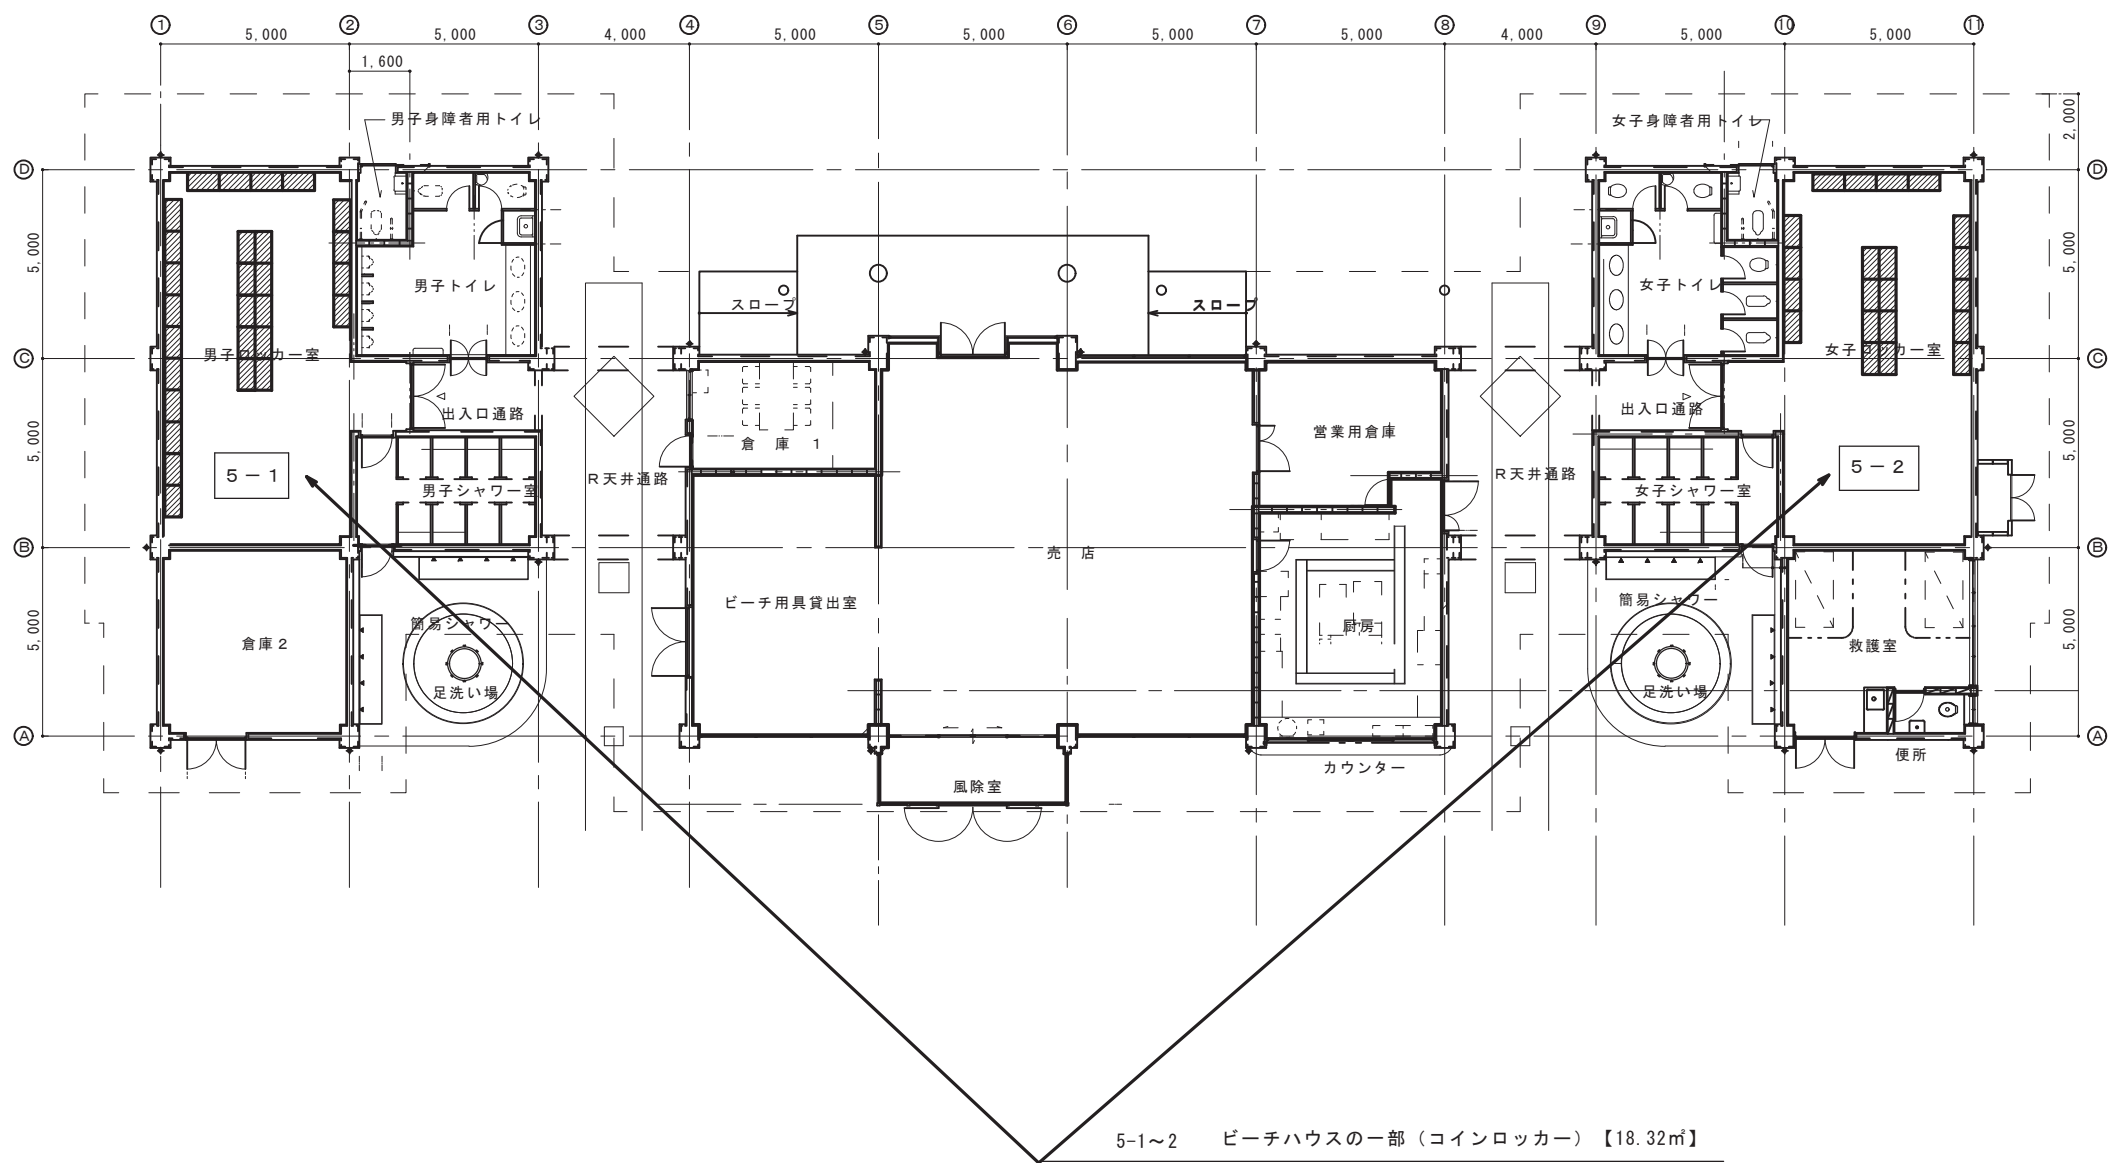 ① ② ③ ④ ⑤ ⑥ ⑦ ⑧ ⑨ ⑩ ⑪
5,000 5,000 4,000 5,000 5,000 5,000 5,000 4,000 5,000 5,000
1,600
2,000
男子身障者用トイレ
女子身障者用トイレ
Ⓓ Ⓓ
5,000 5,000
男子トイレ
女子トイレ
スロープ
スロープ
男子ロッカー室
女子ロッカー室
Ⓒ Ⓒ
出入口通路
出入口通路
倉 庫 1
営業用倉庫
5,000 5,000
5-1
5-2
R天井通路
R天井通路
男子シャワー室
女子シャワー室
Ⓑ Ⓑ
売 店
ビーチ用具貸出室
簡易シャワー
簡易シャワー
厨房
5,000 5,000
倉庫2
救護室
足洗い場
足洗い場
Ⓐ Ⓐ
便所
カウンター
風除室
5-1~2 ビーチハウスの一部(コインロッカー)【18.32㎡】